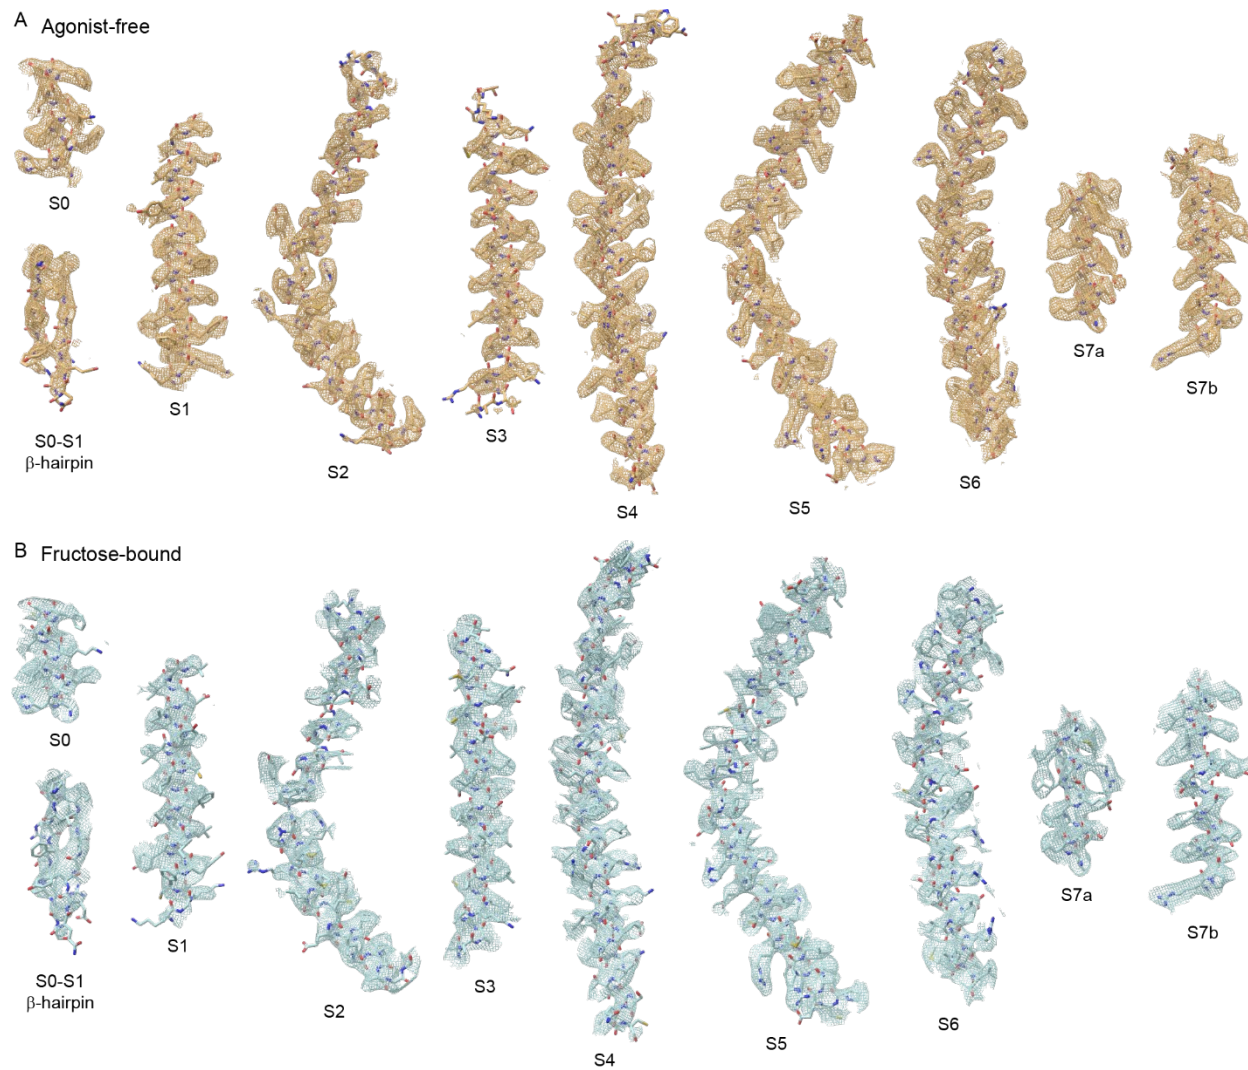 A Agonist-free
S0
S0-S1
β-hairpin
S1
S2
S3
S4
S5
S6
S7a
S7b
B Fructose-bound
S0
S0-S1
β-hairpin
S1
S2
S3
S4
S5
S6
S7a
S7b